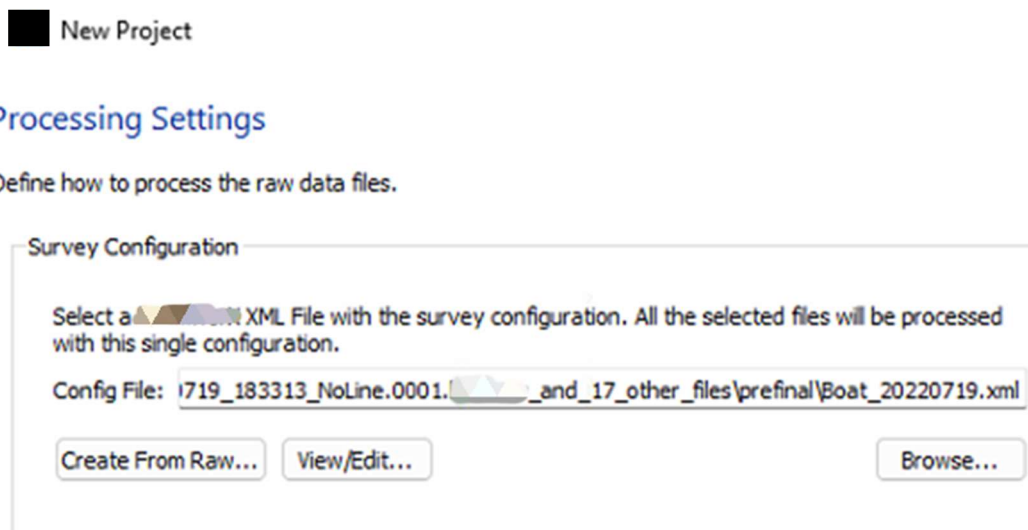 New Project
Processing Settings
Define how to process the raw data files.
Survey Configuration
Select a XML File with the survey configuration. All the selected files will be processed
with this single configuration.
Config File: 719_183313_NoLine.0001. _and_17_other_files\prefinal\Boat_20220719.xml
Create From Raw... View/Edit... Browse...